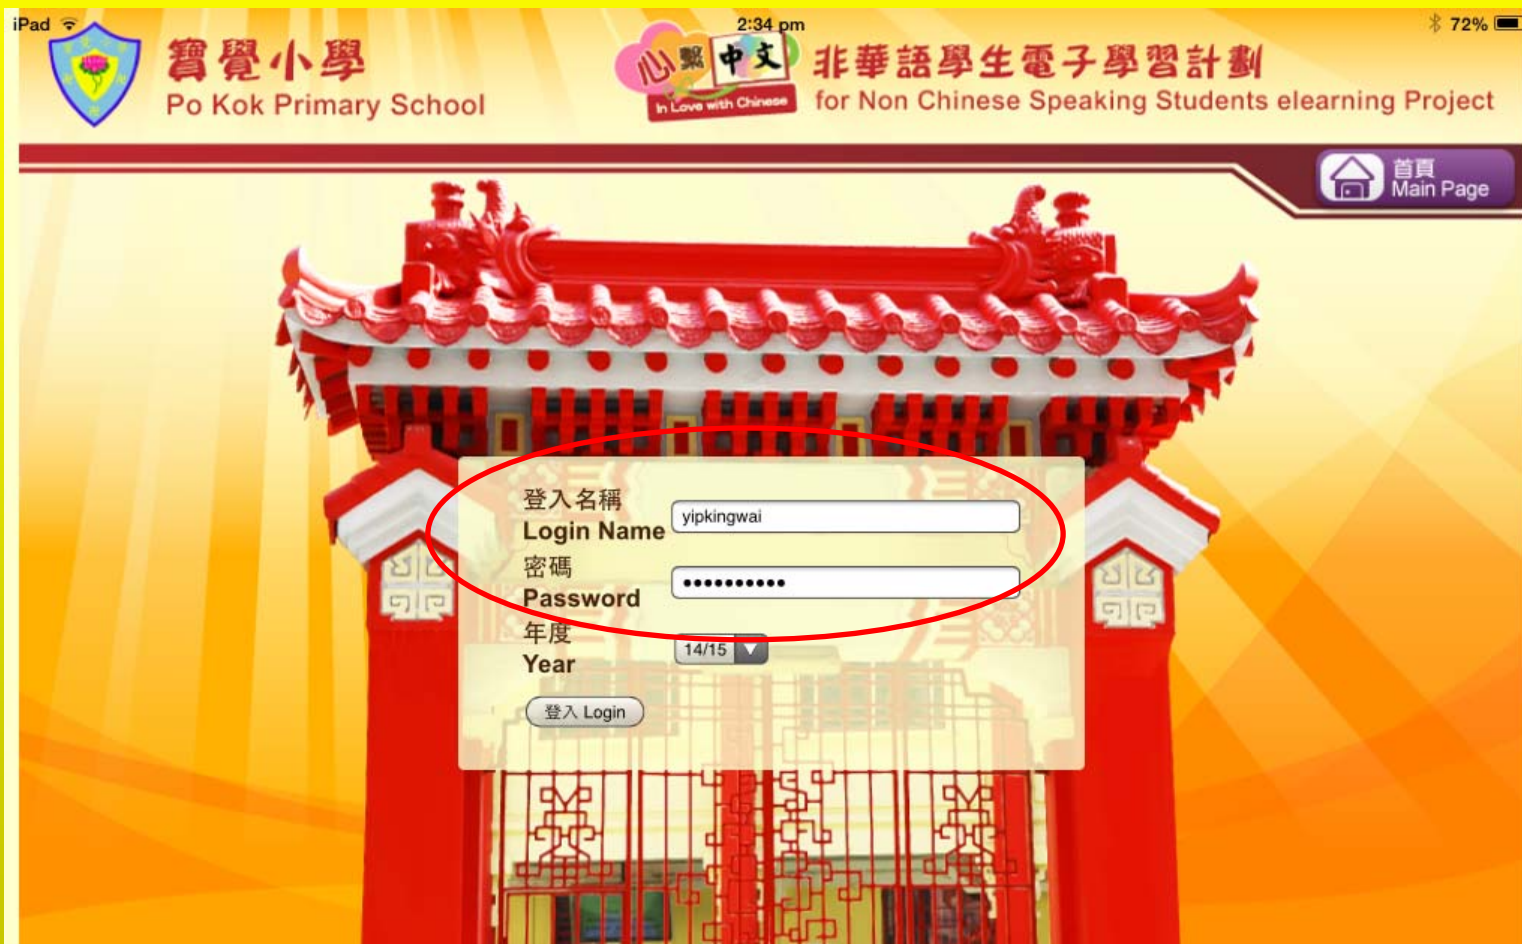 iPad 2:34 pm 72%
寶覺小學
Po Kok Primary School
心繫中文
In Love with Chinese
非華語學生電子學習計劃
for Non Chinese Speaking Students elearning Project
首頁
Main Page
登入名稱
Login Name yipkingwai
密碼
Password ••••••••••
年度
Year 14/15
登入 Login